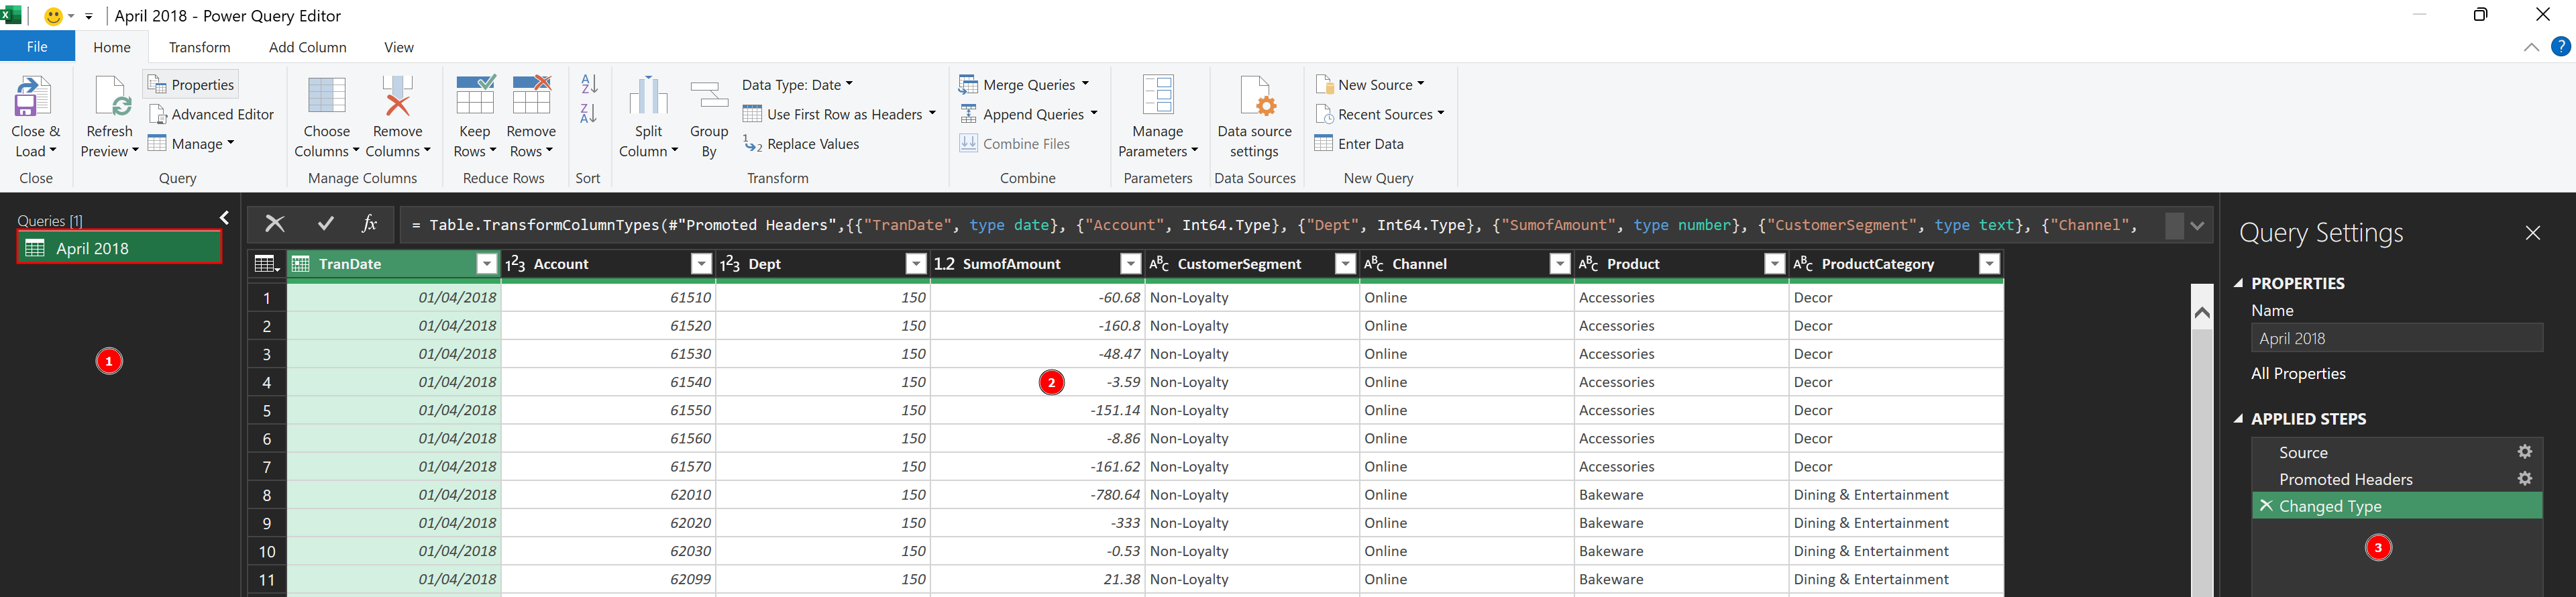 April 2018 - Power Query Editor
File Home Transform Add Column View
Close & Load
Close
Refresh Preview
Properties
Advanced Editor
Manage
Query
Choose Columns
Remove Columns
Manage Columns
Keep Rows
Remove Rows
Reduce Rows
Sort
Split Column
Group By
Data Type: Date
Use First Row as Headers
Replace Values
Transform
Merge Queries
Append Queries
Combine Files
Combine
Manage Parameters
Parameters
Data source settings
Data Sources
New Source
Recent Sources
Enter Data
New Query
Queries [1]
April 2018
1
fx = Table.TransformColumnTypes(#"Promoted Headers",{{"TranDate", type date}, {"Account", Int64.Type}, {"Dept", Int64.Type}, {"SumofAmount", type number}, {"CustomerSegment", type text}, {"Channel",
TranDate 123 Account 123 Dept 1.2 SumofAmount ABC CustomerSegment ABC Channel ABC Product ABC ProductCategory
1 01/04/2018 61510 150 -60.68 Non-Loyalty Online Accessories Decor
2 01/04/2018 61520 150 -160.8 Non-Loyalty Online Accessories Decor
3 01/04/2018 61530 150 -48.47 Non-Loyalty Online Accessories Decor
4 01/04/2018 61540 150 2 -3.59 Non-Loyalty Online Accessories Decor
5 01/04/2018 61550 150 -151.14 Non-Loyalty Online Accessories Decor
6 01/04/2018 61560 150 -8.86 Non-Loyalty Online Accessories Decor
7 01/04/2018 61570 150 -161.62 Non-Loyalty Online Accessories Decor
8 01/04/2018 62010 150 -780.64 Non-Loyalty Online Bakeware Dining & Entertainment
9 01/04/2018 62020 150 -333 Non-Loyalty Online Bakeware Dining & Entertainment
10 01/04/2018 62030 150 -0.53 Non-Loyalty Online Bakeware Dining & Entertainment
11 01/04/2018 62099 150 21.38 Non-Loyalty Online Bakeware Dining & Entertainment
Query Settings
PROPERTIES
Name
April 2018
All Properties
APPLIED STEPS
Source
Promoted Headers
Changed Type
3